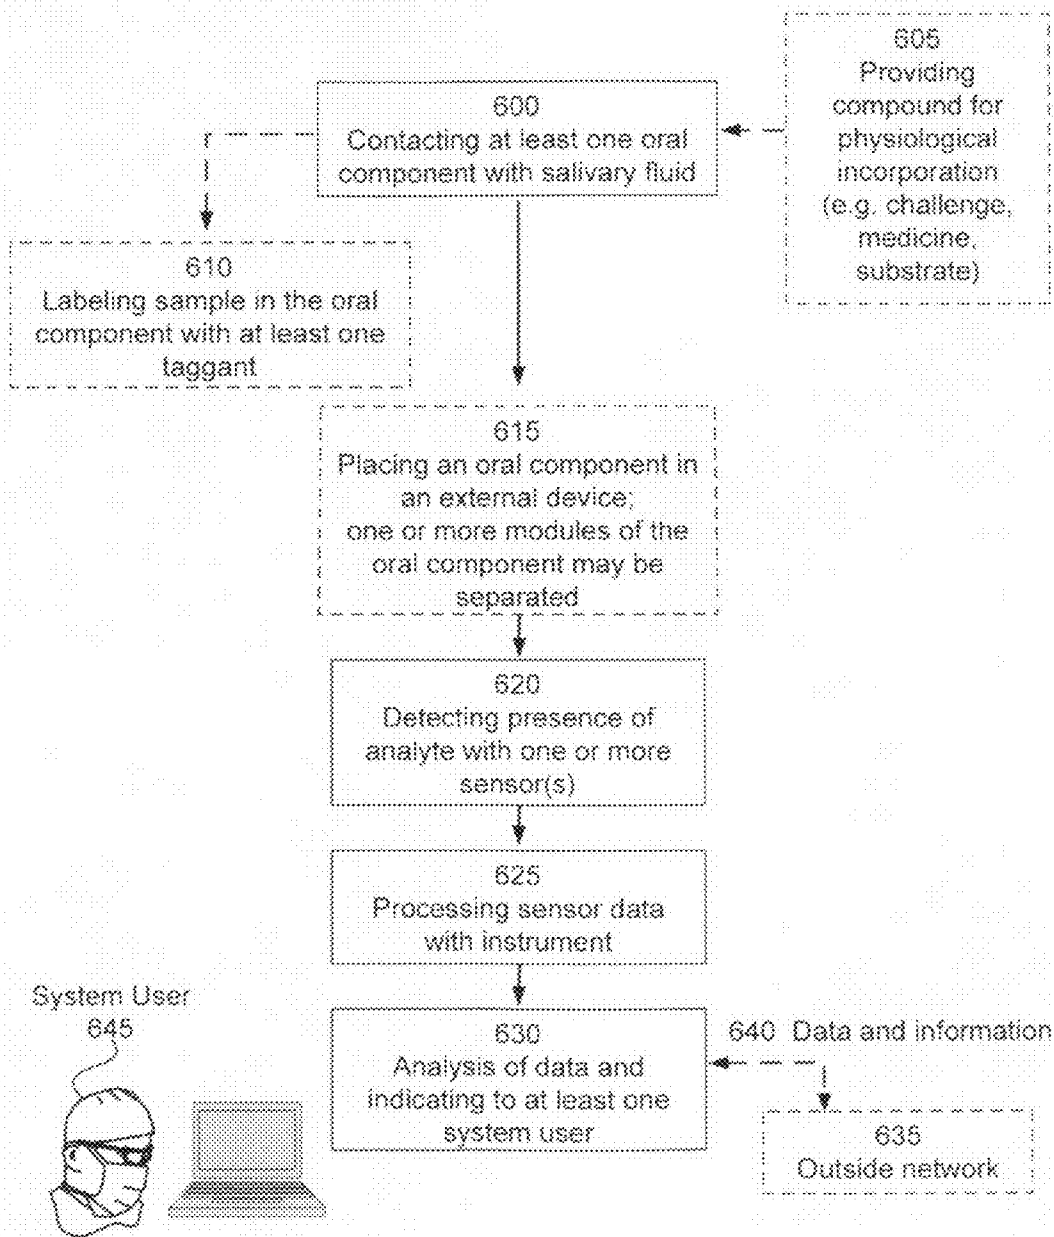 605
Providing
compound for
physiological
incorporation
(e.g. challenge,
medicine,
substrate)
600
Contacting at least one oral
component with salivary fluid
610
Labeling sample in the oral
component with at least one
taggant
615
Placing an oral component in
an external device;
one or more modules of the
oral component may be
separated
620
Detecting presence of
analyte with one or more
sensor(s)
625
Processing sensor data
with instrument
System User
645
630
Analysis of data and
indicating to at least one
system user
640 Data and information
635
Outside network